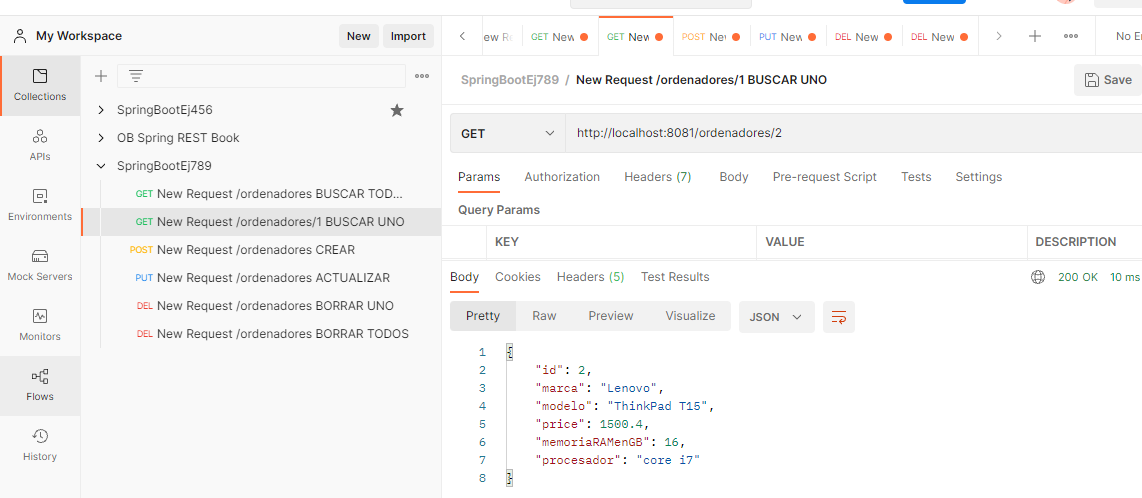 My Workspace
New
Import
GET New
GET New
POST New
PUT New
DEL New
DEL New
Collections
APIs
Environments
Mock Servers
Monitors
Flows
History
SpringBootEj456
OB Spring REST Book
SpringBootEj789
GET New Request /ordenadores BUSCAR TOD...
GET New Request /ordenadores/1 BUSCAR UNO
POST New Request /ordenadores CREAR
PUT New Request /ordenadores ACTUALIZAR
DEL New Request /ordenadores BORRAR UNO
DEL New Request /ordenadores BORRAR TODOS
SpringBootEj789 / New Request /ordenadores/1 BUSCAR UNO
Save
GET http://localhost:8081/ordenadores/2
Params Authorization Headers (7) Body Pre-request Script Tests Settings
Query Params
KEY VALUE DESCRIPTION
Body Cookies Headers (5) Test Results
200 OK 10 ms
Pretty Raw Preview Visualize JSON
1 {
2 "id": 2,
3 "marca": "Lenovo",
4 "modelo": "ThinkPad T15",
5 "price": 1500.4,
6 "memoriaRAMenGB": 16,
7 "procesador": "core i7"
8 }